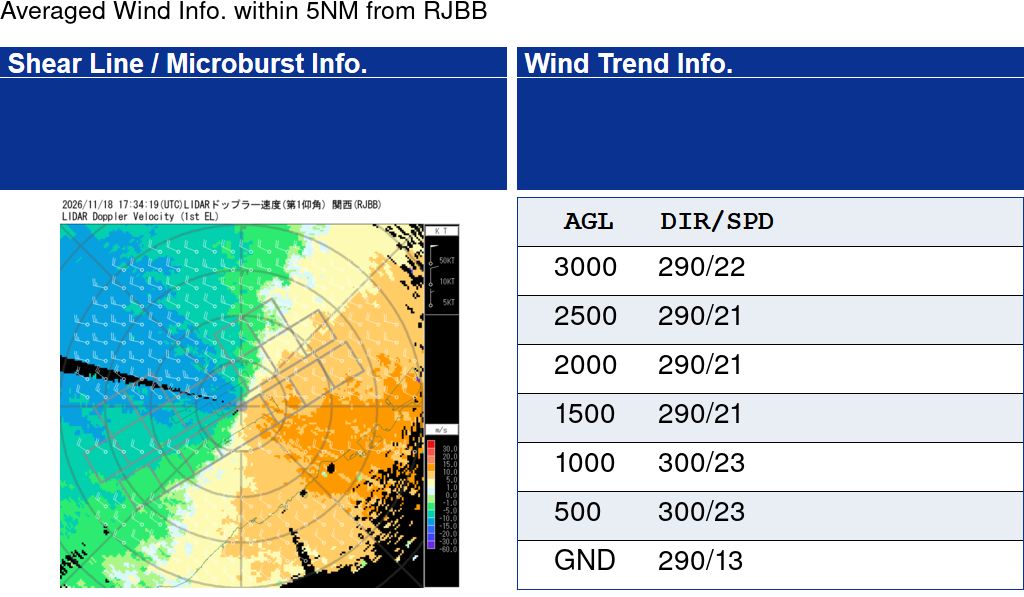 Averaged Wind Info. within 5NM from RJBB
Shear Line / Microburst Info.
Wind Trend Info.
2026/11/18 17:34:19(UTC)LIDARドップラー速度(第1仰角) 関西(RJBB)
LIDAR Doppler Velocity (1st EL)
KT
50KT
10KT
5KT
m/s
30.0
20.0
15.0
10.0
5.0
1.0
0.0
-1.0
-5.0
-10.0
-15.0
-20.0
-30.0
-60.0
AGL DIR/SPD
3000 290/22
2500 290/21
2000 290/21
1500 290/21
1000 300/23
500 300/23
GND 290/13